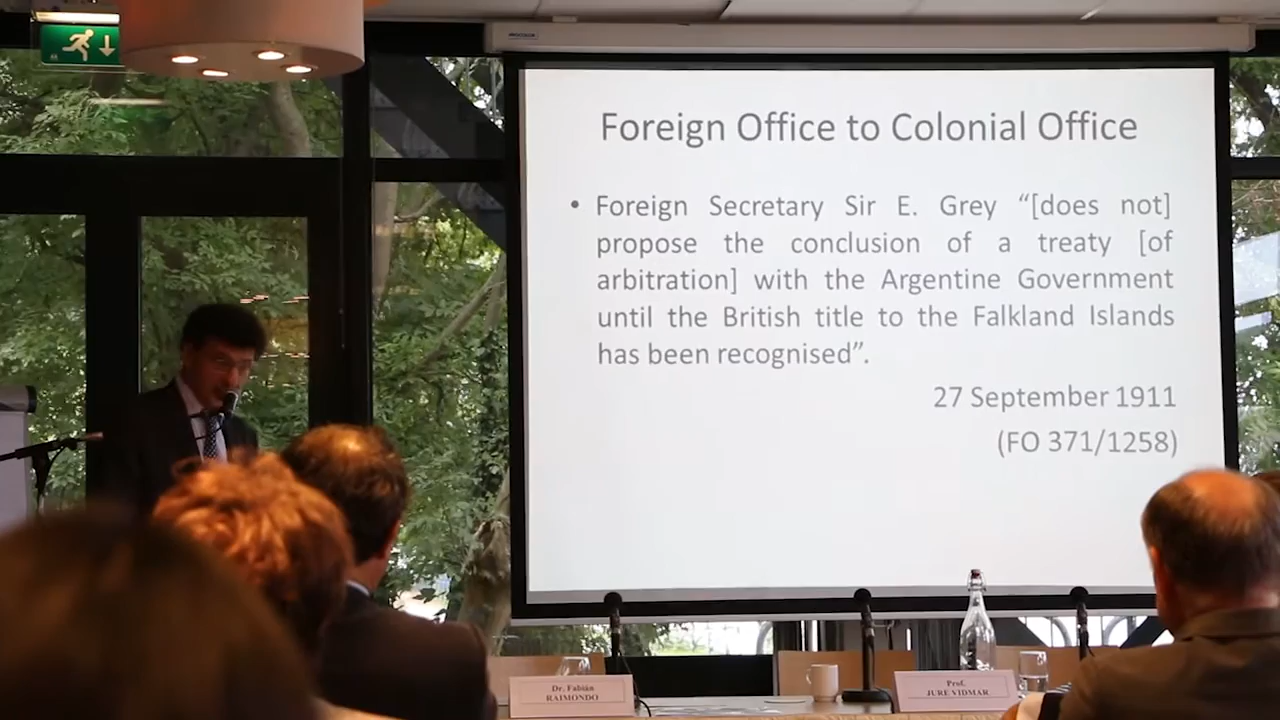 Foreign Office to Colonial Office
• Foreign Secretary Sir E. Grey “[does not]
propose the conclusion of a treaty [of
arbitration] with the Argentine Government
until the British title to the Falkland Islands
has been recognised”.
27 September 1911
(FO 371/1258)
Dr. Fabián
RAIMONDO
Prof.
JURE VIDMAR